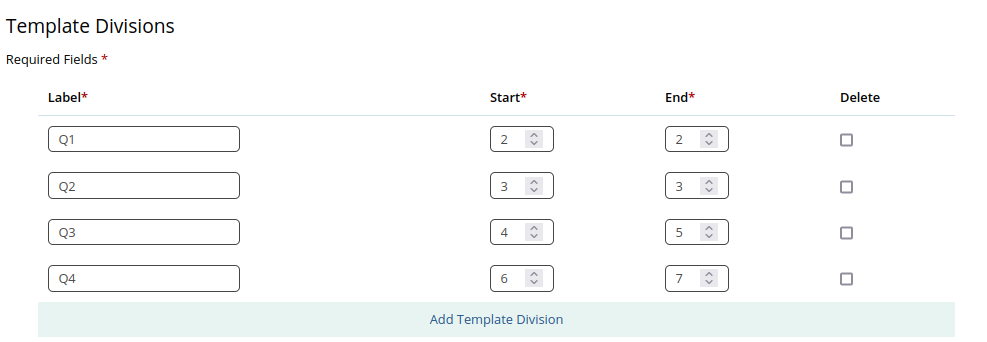 Template Divisions
Required Fields *
Label* Start* End* Delete
Q1 2 2
Q2 3 3
Q3 4 5
Q4 6 7
Add Template Division